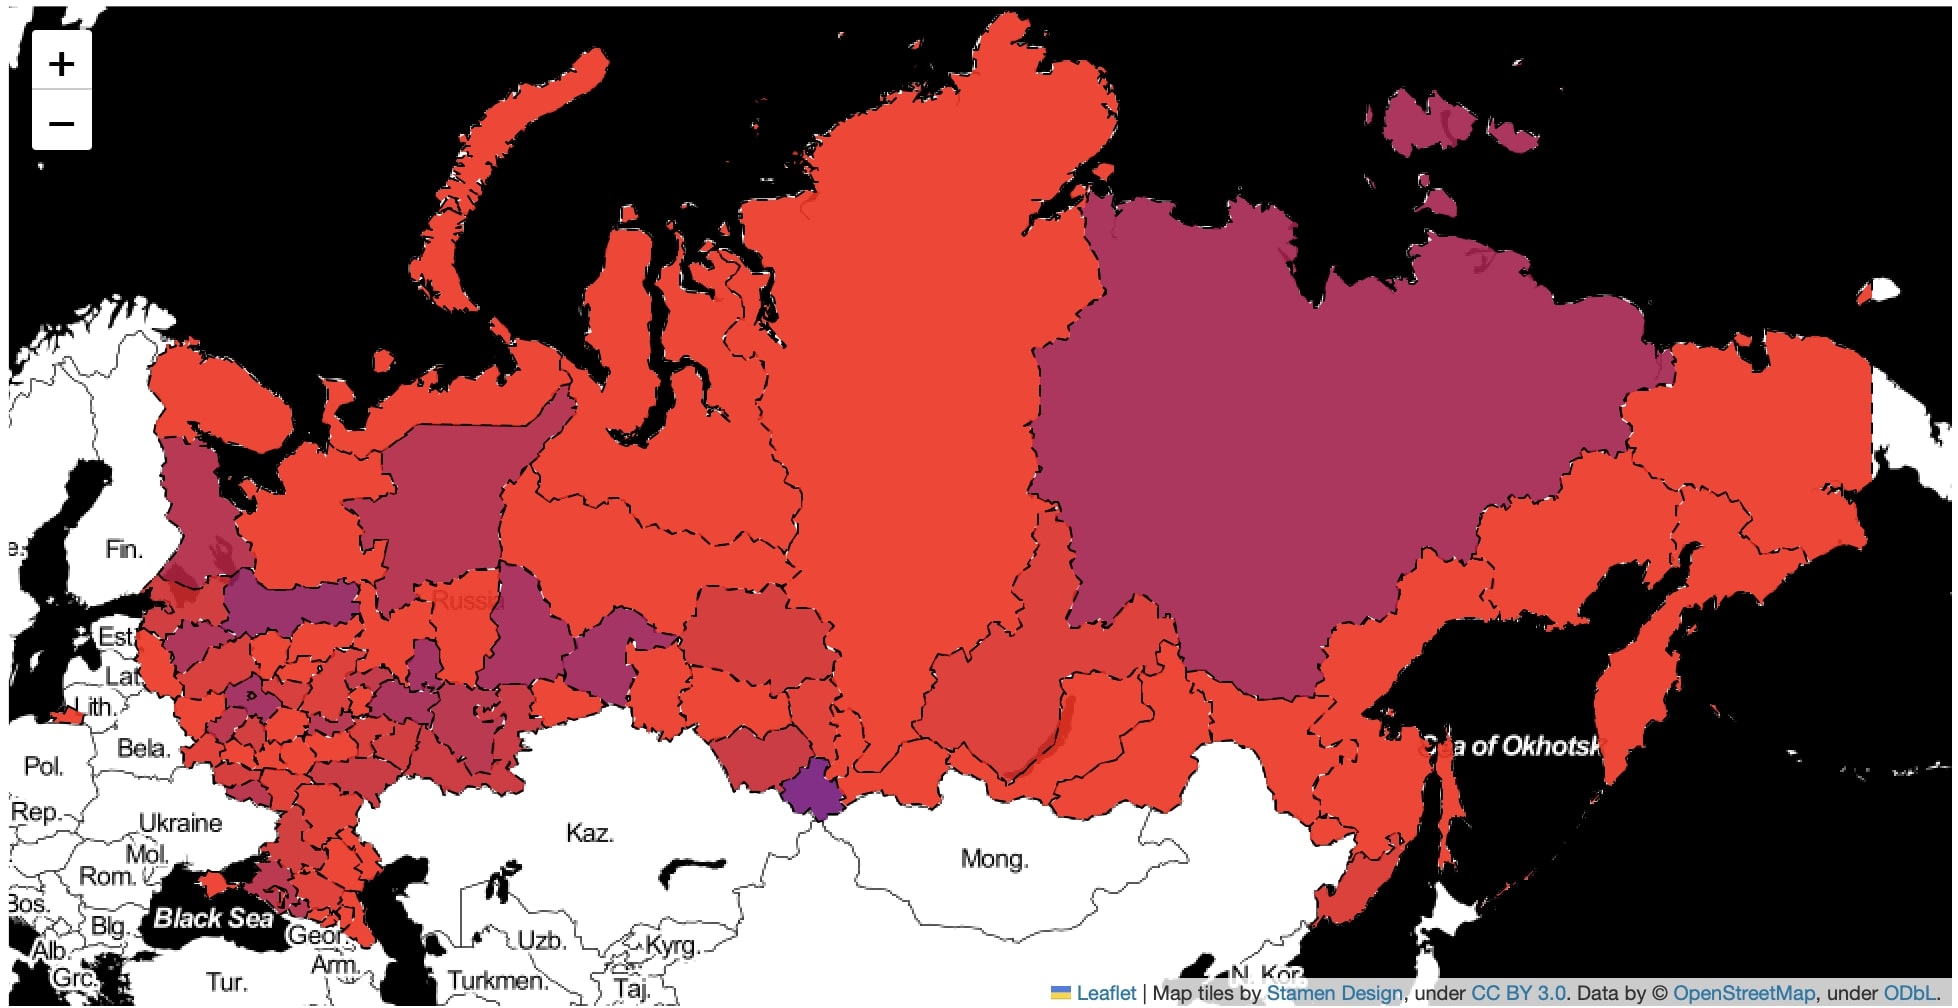 +
−
Fin.
Russia
Est.
Lat.
Lith.
Bela.
Pol.
Sea of Okhotsk
Rep.
Ukraine
Kaz.
Mol.
Mong.
Rom.
Bos.
Black Sea
Blg.
Geor.
Alb.
Uzb.
Kyrg.
Arm.
Grc.
Tur.
Turkmen.
Taj.
N. Kor.
Leaflet | Map tiles by Stamen Design, under CC BY 3.0. Data by © OpenStreetMap, under ODbL.